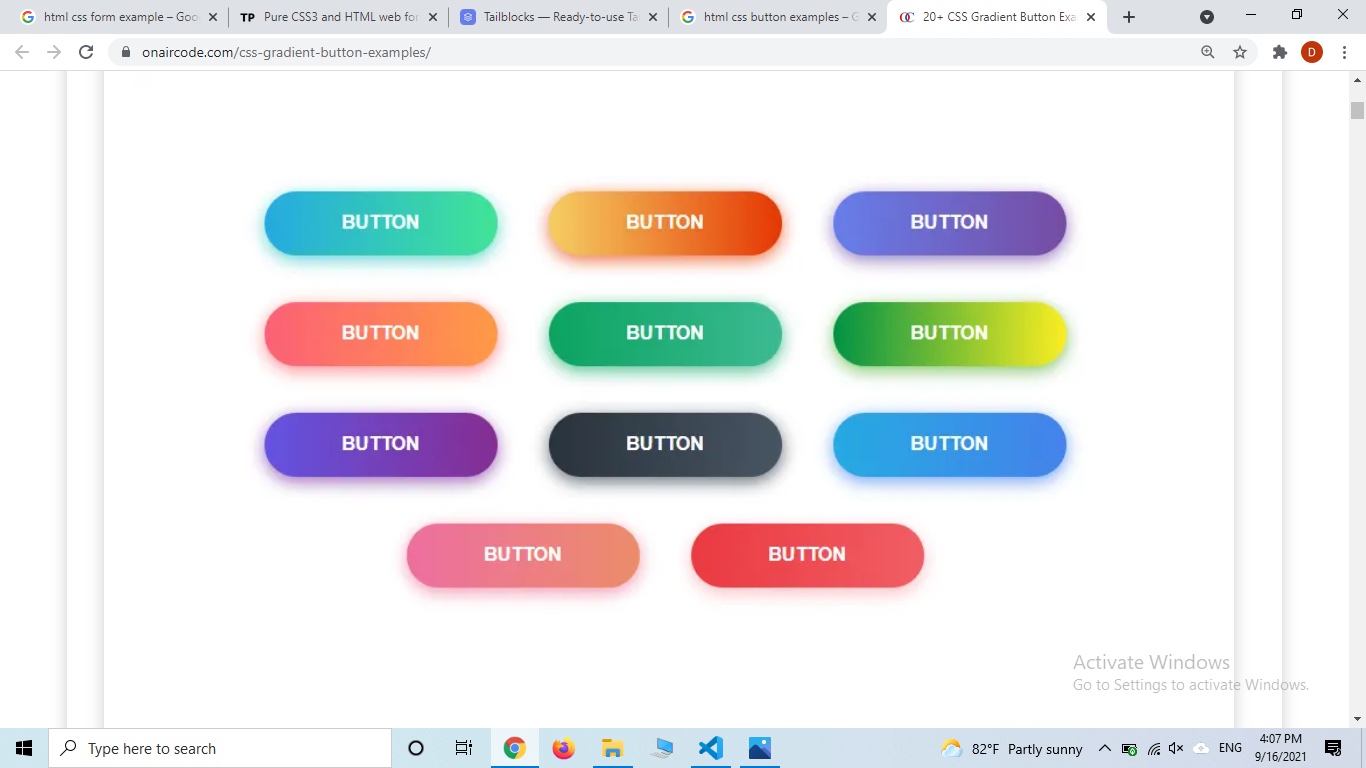 html css form example – Goo
TP Pure CSS3 and HTML web for
Tailblocks — Ready-to-use Ta
html css button examples – G
OC 20+ CSS Gradient Button Exa
onaircode.com/css-gradient-button-examples/
D
BUTTON BUTTON BUTTON
BUTTON BUTTON BUTTON
BUTTON BUTTON BUTTON
BUTTON BUTTON
Activate Windows
Go to Settings to activate Windows.
Type here to search
82°F Partly sunny
ENG
4:07 PM
9/16/2021